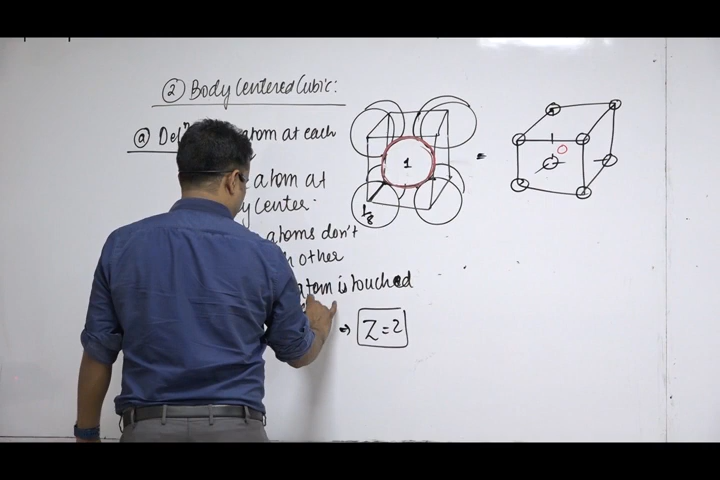 ② Body Centered Cubic:
ⓐ Defn atom at each
atom at
Center.
atoms don't
other
atom is touched
⇒ Z = 2
1
1/8
=